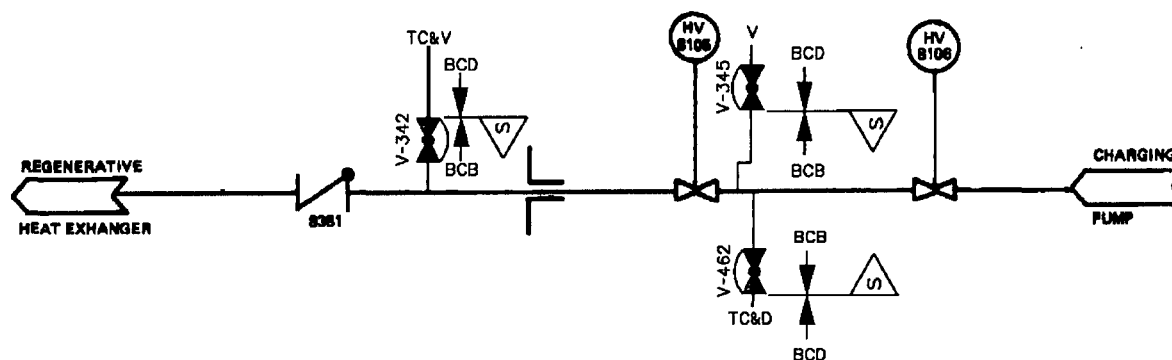 TC&V
BCD
V-342
S
BCB
HV
8105
V
BCD
V-345
S
BCB
HV
8106
REGENERATIVE
HEAT EXHANGER
8381
CHARGING
PUMP
V-462
BCB
S
TC&D
BCD